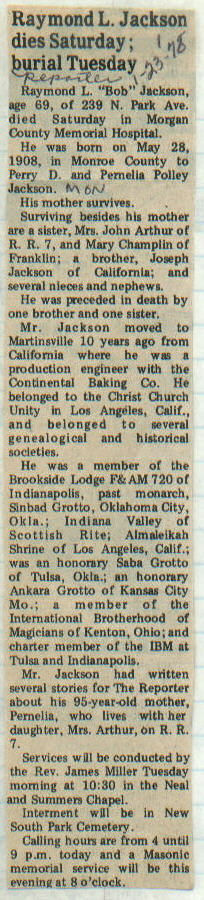 Raymond L. Jackson
dies Saturday;
burial Tuesday
Reporter 1-23-78
Raymond L. "Bob" Jackson,
age 69, of 239 N. Park Ave.
died Saturday in Morgan
County Memorial Hospital.
He was born on May 28,
1908, in Monroe County to
Perry D. and Pernelia Polley
Jackson. MON
His mother survives.
Surviving besides his mother
are a sister, Mrs. John Arthur of
R. R. 7, and Mary Champlin of
Franklin; a brother, Joseph
Jackson of California; and
several nieces and nephews.
He was preceded in death by
one brother and one sister.
Mr. Jackson moved to
Martinsville 10 years ago from
California where he was a
production engineer with the
Continental Baking Co. He
belonged to the Christ Church
Unity in Los Angeles, Calif.,
and belonged to several
genealogical and historical
societies.
He was a member of the
Brookside Lodge F&AM 720 of
Indianapolis, past monarch,
Sinbad Grotto, Oklahoma City,
Okla.; Indiana Valley of
Scottish Rite; Almaleikah
Shrine of Los Angeles, Calif.;
was an honorary Saba Grotto
of Tulsa, Okla.; an honorary
Ankara Grotto of Kansas City
Mo.; a member of the
International Brotherhood of
Magicians of Kenton, Ohio; and
charter member of the IBM at
Tulsa and Indianapolis.
Mr. Jackson had written
several stories for The Reporter
about his 95-year-old mother,
Pernelia, who lives with her
daughter, Mrs. Arthur, on R. R.
7.
Services will be conducted by
the Rev. James Miller Tuesday
morning at 10:30 in the Neal
and Summers Chapel.
Interment will be in New
South Park Cemetery.
Calling hours are from 4 until
9 p.m. today and a Masonic
memorial service will be this
evening at 8 o'clock.